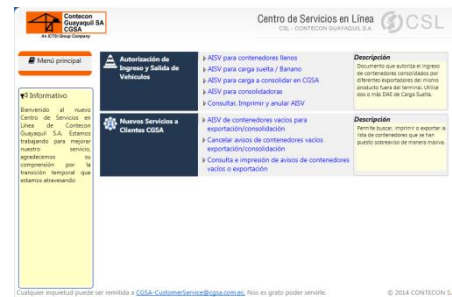 Contecon
Guayaquil SA
CGSA
An ICTSI Group Company
Centro de Servicios en Línea
CSL - CONTECON GUAYAQUIL S.A.
CSL
Menú principal
Informativo
Bienvenido al nuevo
Centro de Servicios en
Línea de Contecon
Guayaquil S.A. Estamos
trabajando para mejorar
nuestro servicio,
agradecemos su
comprensión por la
transición temporal que
estamos atravesando
Autorización de
Ingreso y Salida de
Vehículos
AISV para contenedores llenos
AISV para carga suelta / Banano
AISV para carga a consolidar en CGSA
AISV para consolidadoras
Consultar, Imprimir y anular AISV
Descripción
Documento que autoriza el ingreso
de contenedores consolidados por
diferentes exportadores del mismo
producto fuera del terminal. Utilice
dos o más DAE de Carga Suelta.
Nuevos Servicios a
Clientes CGSA
AISV de contenedores vacíos para
exportación/consolidación
Cancelar avisos de contenedores vacíos
exportación/consolidación
Consulta e impresión de avisos de contenedores
vacíos o exportación
Descripción
Permite buscar, imprimir o exportar la
lista de contenedores que se han
puesto sobreaviso de manera masiva.
Cualquier inquietud puede ser remitida a CGSA-CustomerService@cgsa.com.ec, Nos es grato poder servirle.
© 2014 CONTECON S.